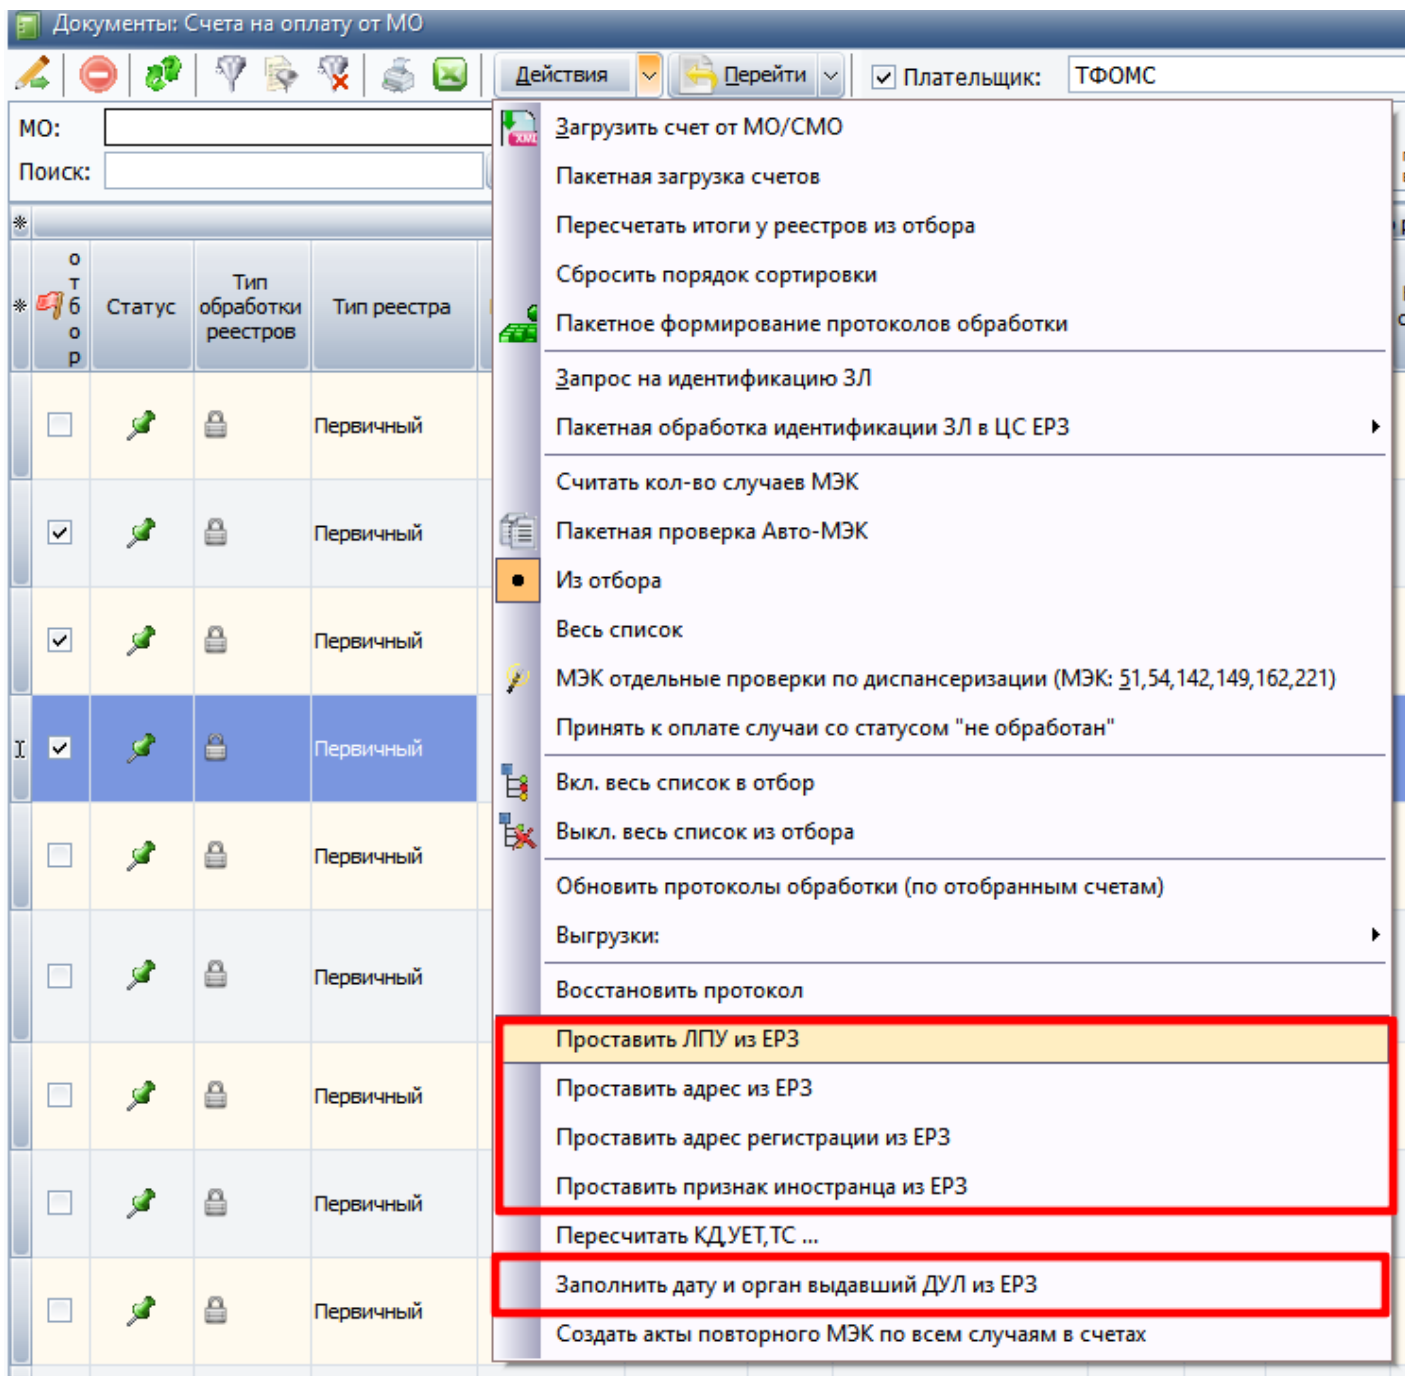 Документы: Счета на оплату от МО
Действия
Перейти
Плательщик:
ТФОМС
МО:
Поиск:
отбор
Статус
Тип
обработки
реестров
Тип реестра
Первичный
Первичный
Первичный
Первичный
Первичный
Первичный
Первичный
Первичный
Первичный
XML
Загрузить счет от МО/СМО
Пакетная загрузка счетов
Пересчетать итоги у реестров из отбора
Сбросить порядок сортировки
Пакетное формирование протоколов обработки
Запрос на идентификацию ЗЛ
Пакетная обработка идентификации ЗЛ в ЦС ЕРЗ
Считать кол-во случаев МЭК
Пакетная проверка Авто-МЭК
Из отбора
Весь список
МЭК отдельные проверки по диспансеризации (МЭК: 51,54,142,149,162,221)
Принять к оплате случаи со статусом "не обработан"
Вкл. весь список в отбор
Выкл. весь список из отбора
Обновить протоколы обработки (по отобранным счетам)
Выгрузки:
Восстановить протокол
Проставить ЛПУ из ЕРЗ
Проставить адрес из ЕРЗ
Проставить адрес регистрации из ЕРЗ
Проставить признак иностранца из ЕРЗ
Пересчитать КД,УЕТ,ТС ...
Заполнить дату и орган выдавший ДУЛ из ЕРЗ
Создать акты повторного МЭК по всем случаям в счетах